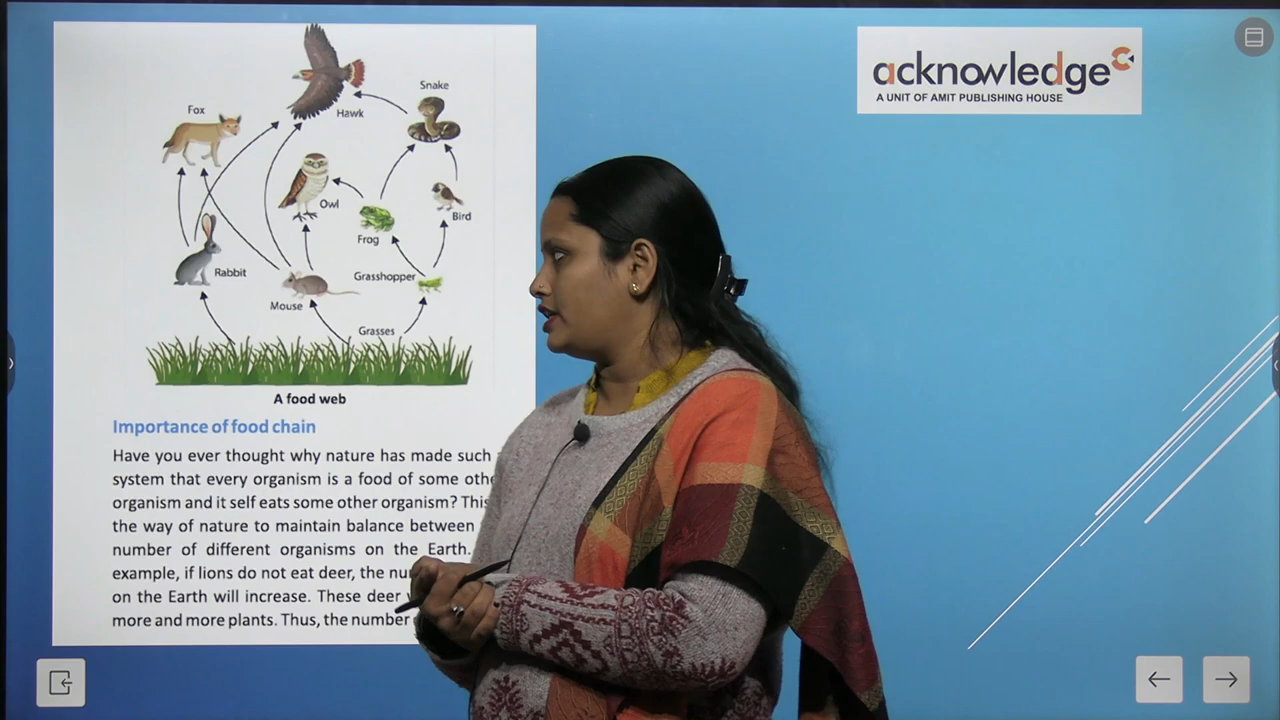 acknowledge
A UNIT OF AMIT PUBLISHING HOUSE
Snake
Fox
Hawk
Owl
Bird
Frog
Rabbit
Grasshopper
Mouse
Grasses
A food web
Importance of food chain
Have you ever thought why nature has made such
system that every organism is a food of some
organism and it self eats some other organism? This
the way of nature to maintain balance between
number of different organisms on the Earth.
example, if lions do not eat deer, the
on the Earth will increase. These deer
more and more plants. Thus, the number